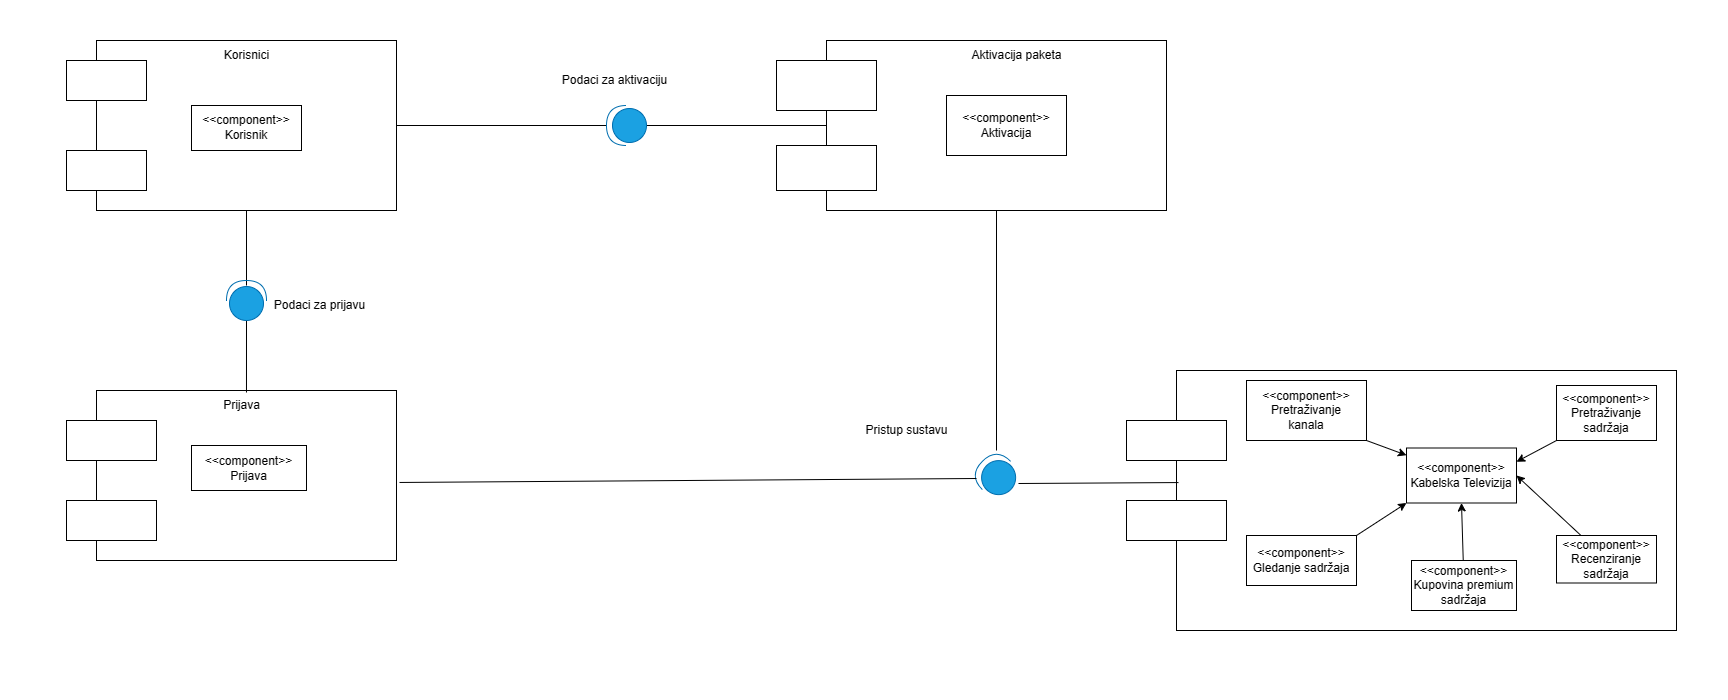 Korisnici
<<component>>
Korisnik
Podaci za aktivaciju
Aktivacija paketa
<<component>>
Aktivacija
Podaci za prijavu
Prijava
<<component>>
Prijava
Pristup sustavu
<<component>>
Pretraživanje
kanala
<<component>>
Pretraživanje
sadržaja
<<component>>
Kabelska Televizija
<<component>>
Gledanje sadržaja
<<component>>
Kupovina premium
sadržaja
<<component>>
Recenziranje
sadržaja